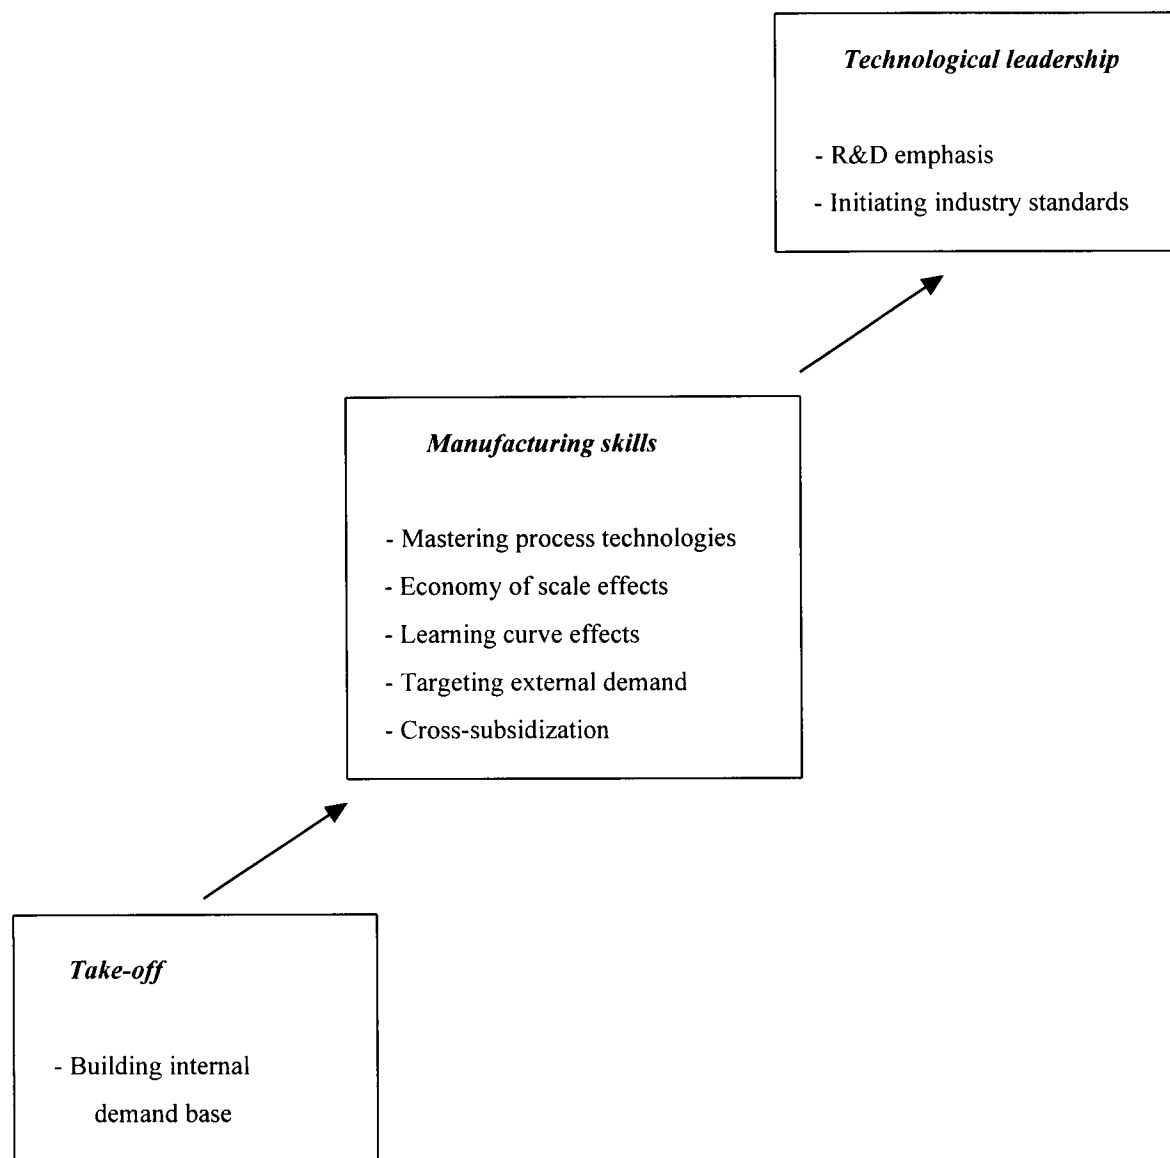 Technological leadership
- R&D emphasis
- Initiating industry standards
Manufacturing skills
- Mastering process technologies
- Economy of scale effects
- Learning curve effects
- Targeting external demand
- Cross-subsidization
Take-off
- Building internal
demand base